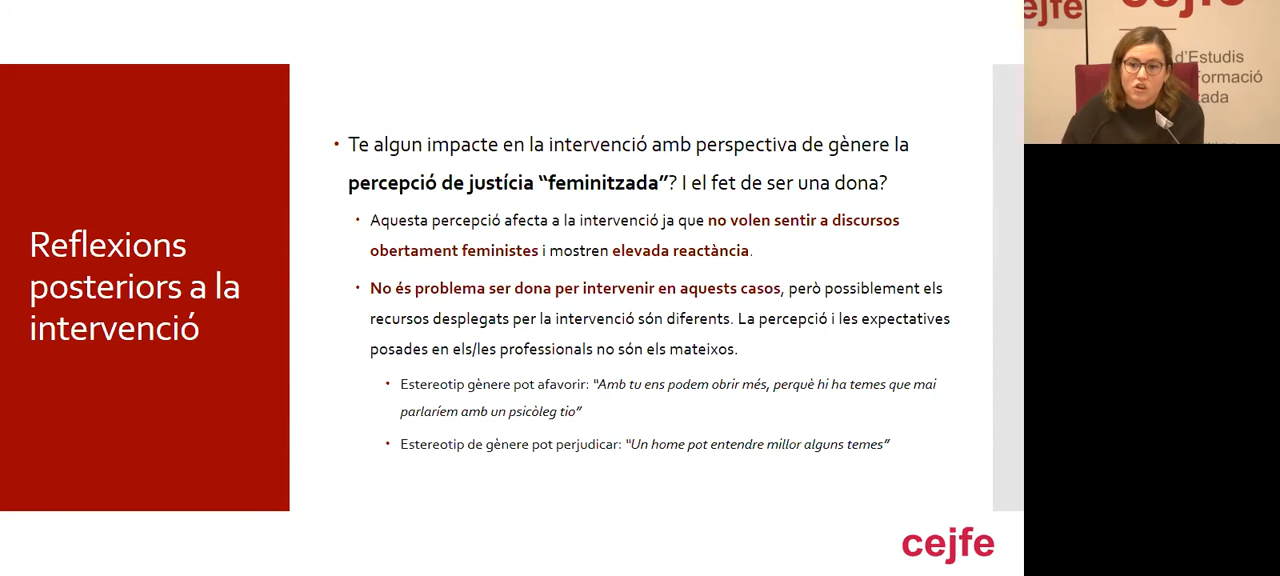 Reflexions
posteriors a la
intervenció
• Te algun impacte en la intervenció amb perspectiva de gènere la
percepció de justícia “feminitzada”? I el fet de ser una dona?
• Aquesta percepció afecta a la intervenció ja que no volen sentir a discursos
obertament feministes i mostren elevada reactància.
• No és problema ser dona per intervenir en aquests casos, però possiblement els
recursos desplegats per la intervenció són diferents. La percepció i les expectatives
posades en els/les professionals no són els mateixos.
• Estereotip gènere pot afavorir: “Amb tu ens podem obrir més, perquè hi ha temes que mai
parlaríem amb un psicòleg tio”
• Estereotip de gènere pot perjudicar: “Un home pot entendre millor alguns temes”
cejfe
cejfe
cejfe
d’Estudis
Formació